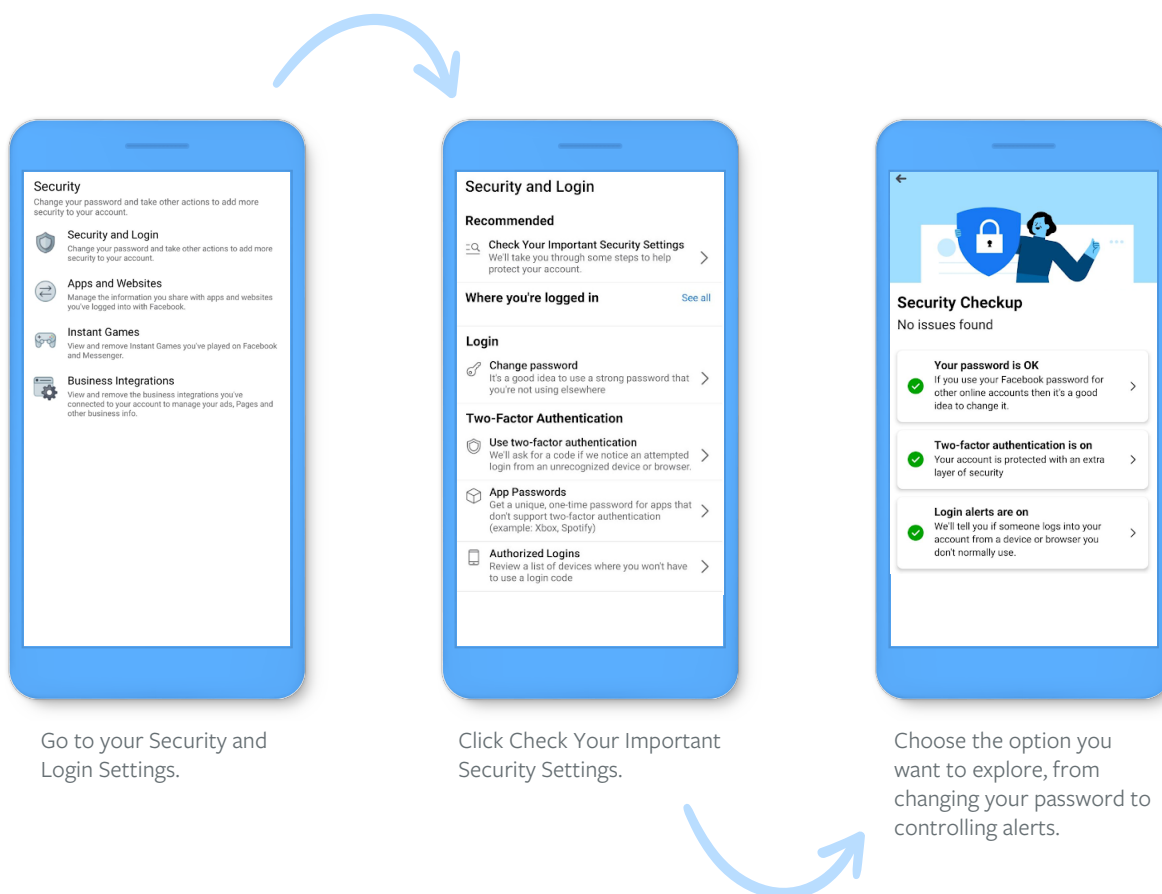 Security
Change your password and take other actions to add more
security to your account.
Security and Login
Change your password and take other actions to add more
security to your account.
Apps and Websites
Manage the information you share with apps and websites
you've logged into with Facebook.
Instant Games
View and remove Instant Games you've played on Facebook
and Messenger.
Business Integrations
View and remove the business integrations you've
connected to your account to manage your ads, Pages and
other business info.
Go to your Security and
Login Settings.
Security and Login
Recommended
Check Your Important Security Settings
We'll take you through some steps to help
protect your account.
Where you're logged in
See all
Login
Change password
It's a good idea to use a strong password that
you're not using elsewhere
Two-Factor Authentication
Use two-factor authentication
We'll ask for a code if we notice an attempted
login from an unrecognized device or browser.
App Passwords
Get a unique, one-time password for apps that
don't support two-factor authentication
(example: Xbox, Spotify)
Authorized Logins
Review a list of devices where you won't have
to use a login code
Click Check Your Important
Security Settings.
Security Checkup
No issues found
Your password is OK
If you use your Facebook password for
other online accounts then it's a good
idea to change it.
Two-factor authentication is on
Your account is protected with an extra
layer of security
Login alerts are on
We'll tell you if someone logs into your
account from a device or browser you
don't normally use.
Choose the option you
want to explore, from
changing your password to
controlling alerts.